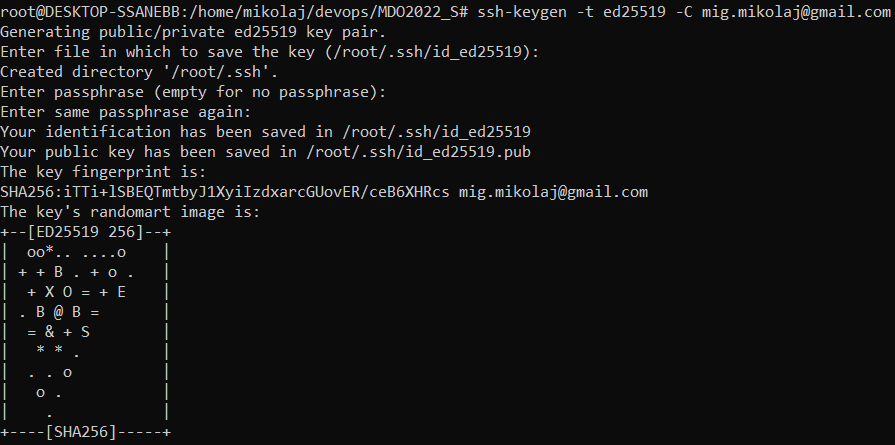 root@DESKTOP-SSANEBB:/home/mikolaj/devops/MDO2022_S# ssh-keygen -t ed25519 -C mig.mikolaj@gmail.com
Generating public/private ed25519 key pair.
Enter file in which to save the key (/root/.ssh/id_ed25519):
Created directory '/root/.ssh'.
Enter passphrase (empty for no passphrase):
Enter same passphrase again:
Your identification has been saved in /root/.ssh/id_ed25519
Your public key has been saved in /root/.ssh/id_ed25519.pub
The key fingerprint is:
SHA256:iTTi+lSBEQTmtbyJ1XyiIzdxarcGUovER/ceB6XHRcs mig.mikolaj@gmail.com
The key's randomart image is:
+--[ED25519 256]--+
|  oo*.. ....o    |
| + + B . + o .   |
|  + X O = + E    |
| . B @ B =       |
|  = & + S        |
|   * * .         |
|  . . o          |
|   o .           |
|    .            |
+----[SHA256]-----+